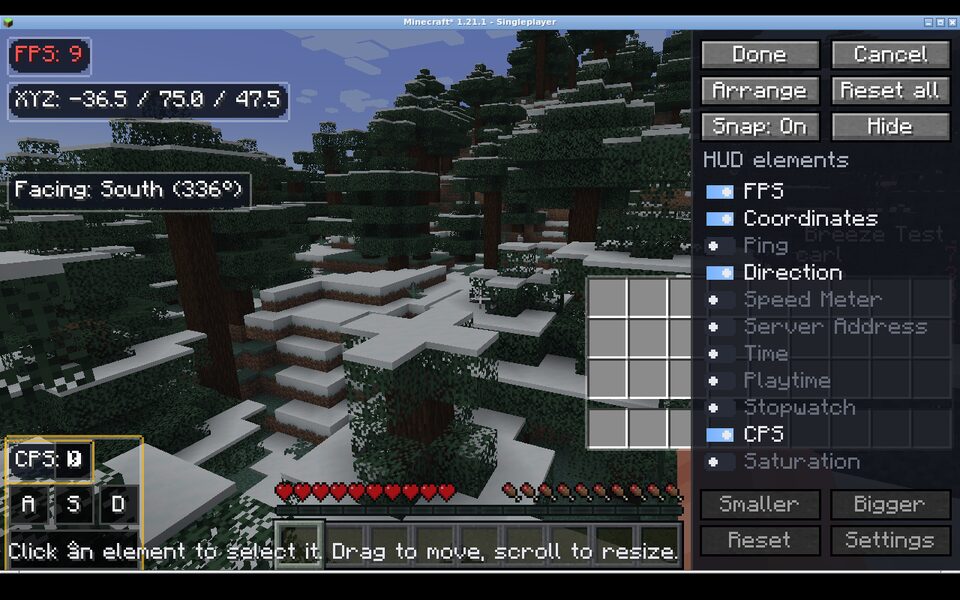 Minecraft* 1.21.1 - Singleplayer
FPS: 9
XYZ: -36.5 / 75.0 / 47.5
Facing: South (336°)
Done
Cancel
Arrange
Reset all
Snap: On
Hide
HUD elements
FPS
Coordinates
Ping
Direction
Speed Meter
Server Address
Time
Playtime
Stopwatch
CPS
Saturation
Smaller
Bigger
Reset
Settings
CPS: 0
A S D
Click an element to select it. Drag to move, scroll to resize.